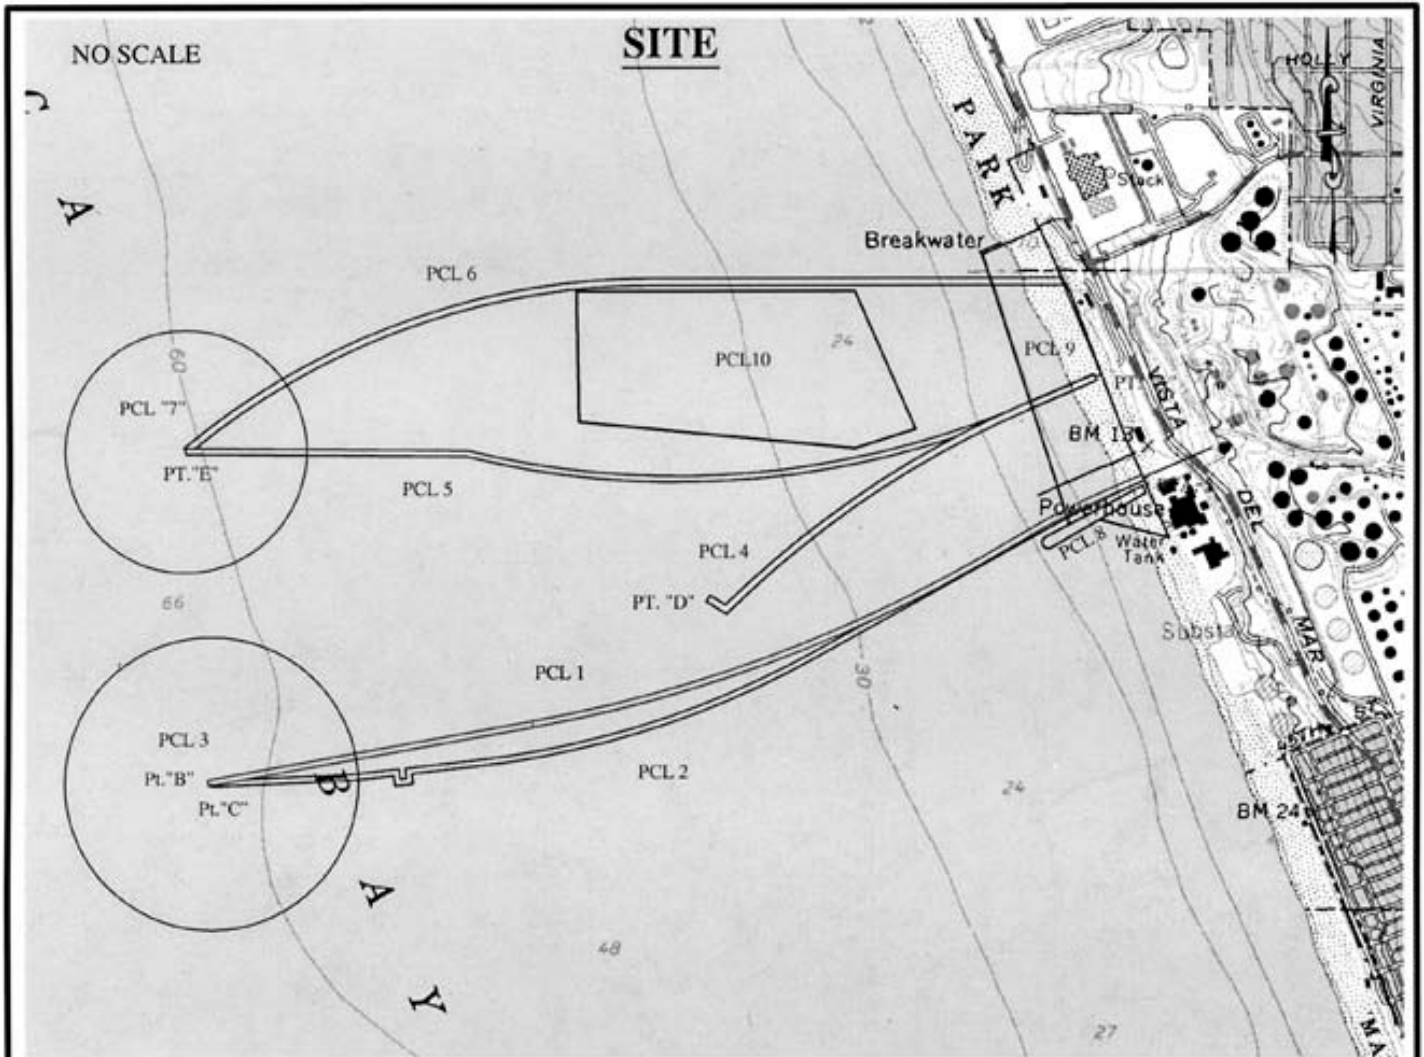 NO SCALE
SITE
HOLLY
VIRGINIA
C
A
PARK
Stack
Breakwater
PCL 6
60
24
PCL10
PCL 9
PCL "7"
PT.
VISTA
BM 13
PT."E"
PCL 5
DEL
Powerhouse
PCL 4
PCL 8
Water
Tank
PT. "D"
66
MAR
Substa
PCL 1
30
PCL 3
Pt."B"
B
PCL 2
Pt."C"
24
BM 24
A
48
Y
27
MA